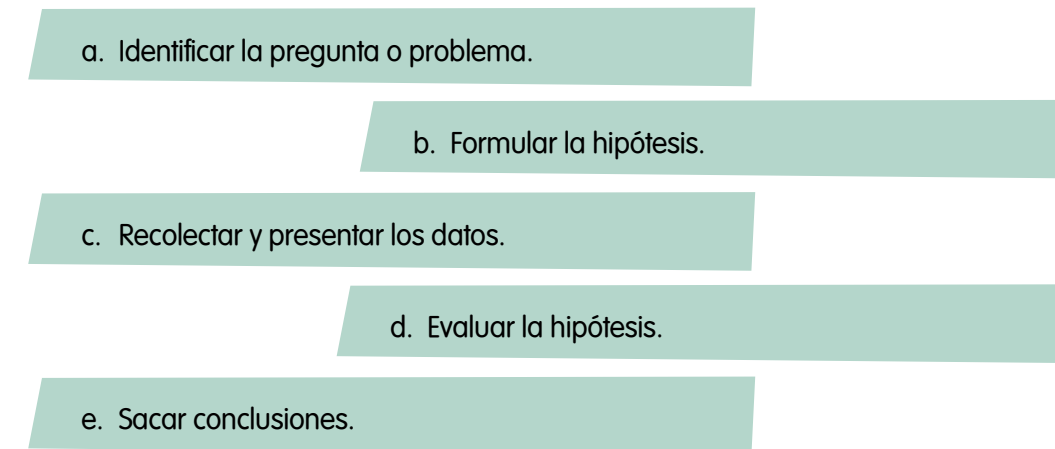 a. Identificar la pregunta o problema.
b. Formular la hipótesis.
c. Recolectar y presentar los datos.
d. Evaluar la hipótesis.
e. Sacar conclusiones.